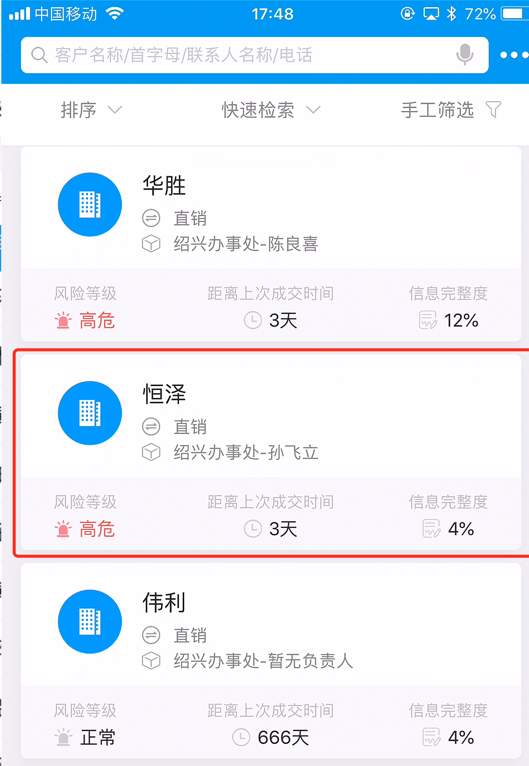 中国移动 17:48 72%
客户名称/首字母/联系人名称/电话
排序 快速检索 手工筛选
华胜
直销
绍兴办事处-陈良喜
风险等级 距离上次成交时间 信息完整度
高危 3天 12%
恒泽
直销
绍兴办事处-孙飞立
风险等级 距离上次成交时间 信息完整度
高危 3天 4%
伟利
直销
绍兴办事处-暂无负责人
风险等级 距离上次成交时间 信息完整度
正常 666天 4%